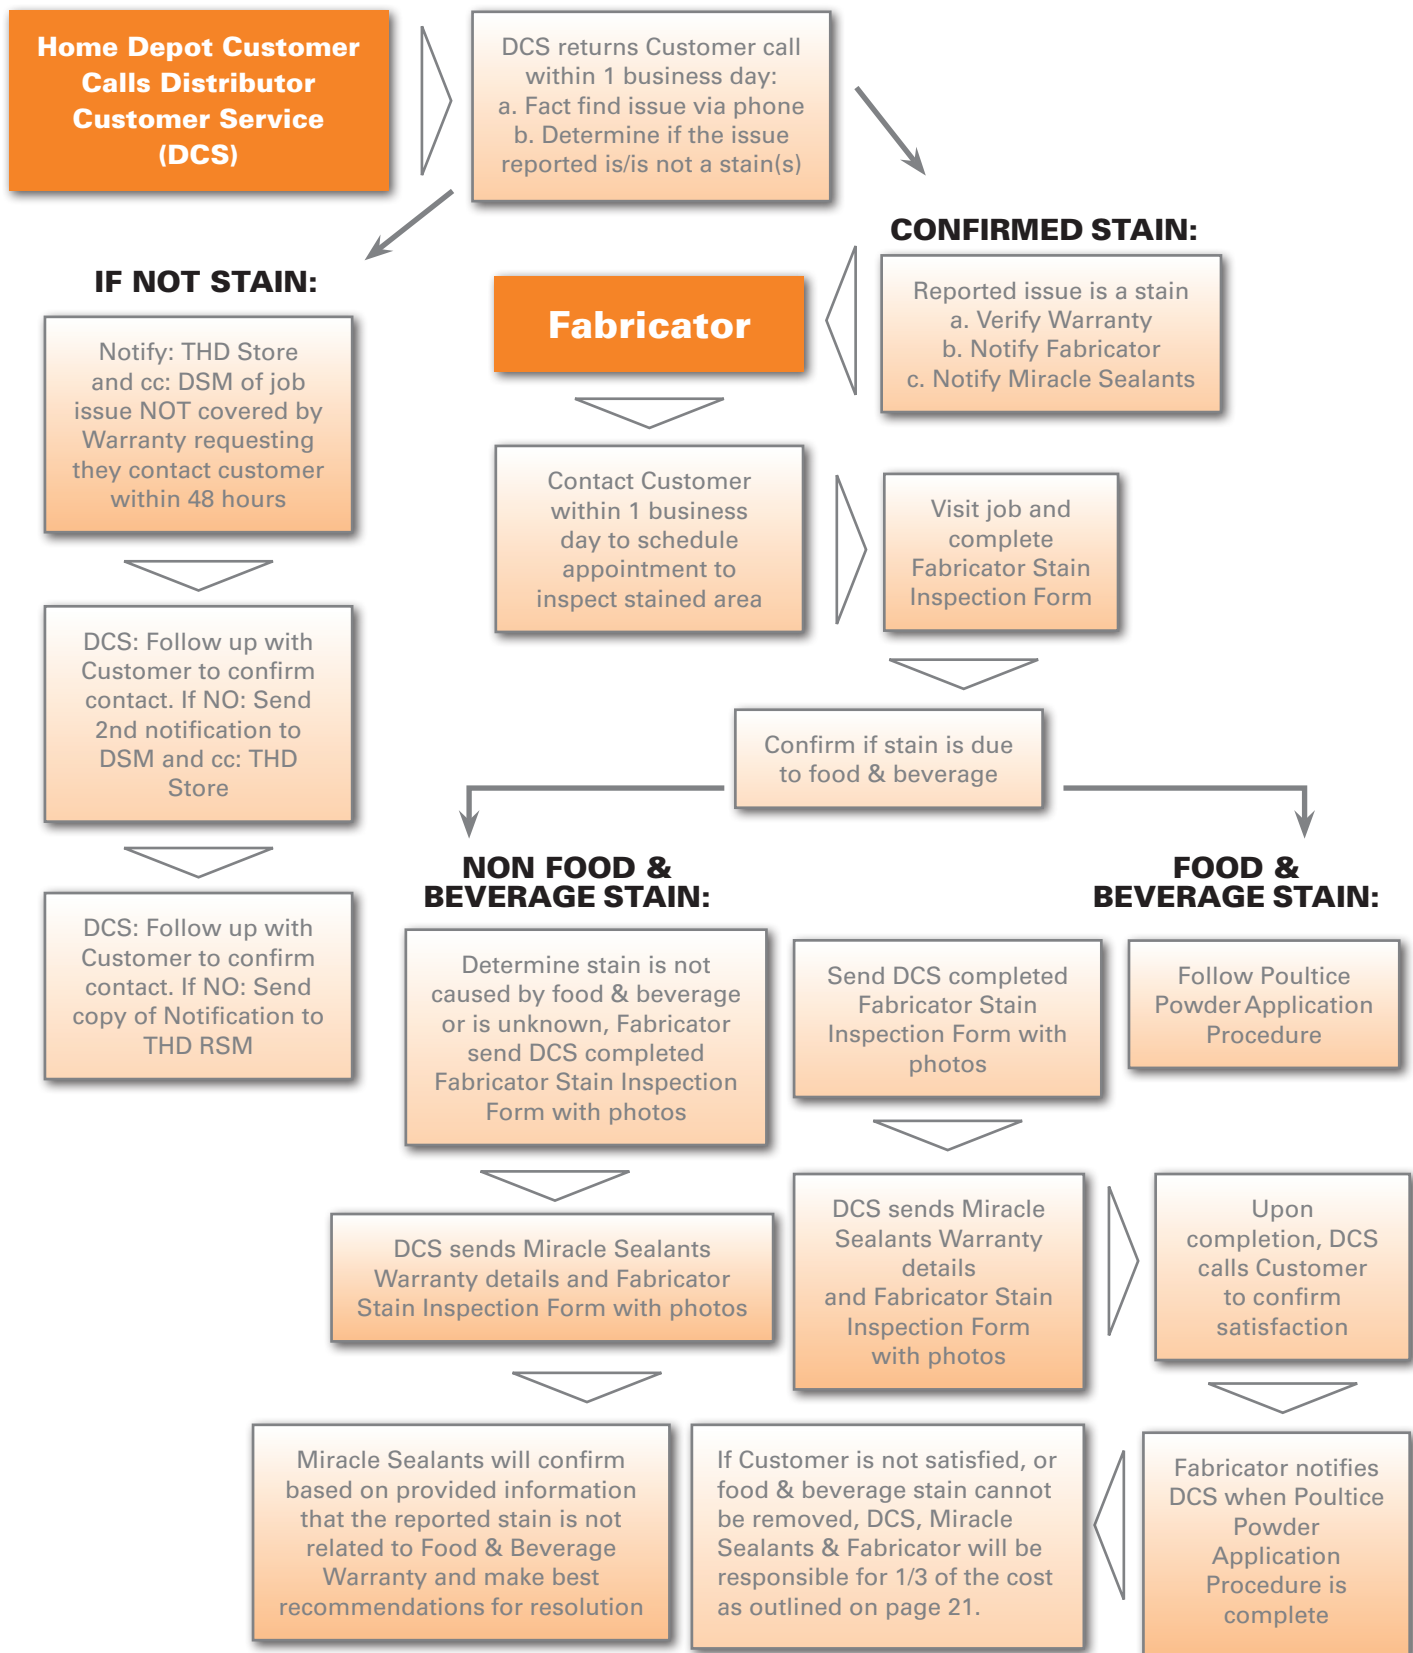 Home Depot Customer
Calls Distributor
Customer Service
(DCS)
DCS returns Customer call
within 1 business day:
a. Fact find issue via phone
b. Determine if the issue
reported is/is not a stain(s)
IF NOT STAIN:
Notify: THD Store
and cc: DSM of job
issue NOT covered by
Warranty requesting
they contact customer
within 48 hours
DCS: Follow up with
Customer to confirm
contact. If NO: Send
2nd notification to
DSM and cc: THD
Store
DCS: Follow up with
Customer to confirm
contact. If NO: Send
copy of Notification to
THD RSM
CONFIRMED STAIN:
Reported issue is a stain
a. Verify Warranty
b. Notify Fabricator
c. Notify Miracle Sealants
Fabricator
Contact Customer
within 1 business
day to schedule
appointment to
inspect stained area
Visit job and
complete
Fabricator Stain
Inspection Form
Confirm if stain is due
to food & beverage
NON FOOD &
BEVERAGE STAIN:
Determine stain is not
caused by food & beverage
or is unknown, Fabricator
send DCS completed
Fabricator Stain Inspection
Form with photos
DCS sends Miracle Sealants
Warranty details and Fabricator
Stain Inspection Form with photos
Miracle Sealants will confirm
based on provided information
that the reported stain is not
related to Food & Beverage
Warranty and make best
recommendations for resolution
FOOD &
BEVERAGE STAIN:
Send DCS completed
Fabricator Stain
Inspection Form with
photos
Follow Poultice
Powder Application
Procedure
DCS sends Miracle
Sealants Warranty
details
and Fabricator Stain
Inspection Form
with photos
Upon
completion, DCS
calls Customer
to confirm
satisfaction
Fabricator notifies
DCS when Poultice
Powder
Application
Procedure is
complete
If Customer is not satisfied, or
food & beverage stain cannot
be removed, DCS, Miracle
Sealants & Fabricator will be
responsible for 1/3 of the cost
as outlined on page 21.